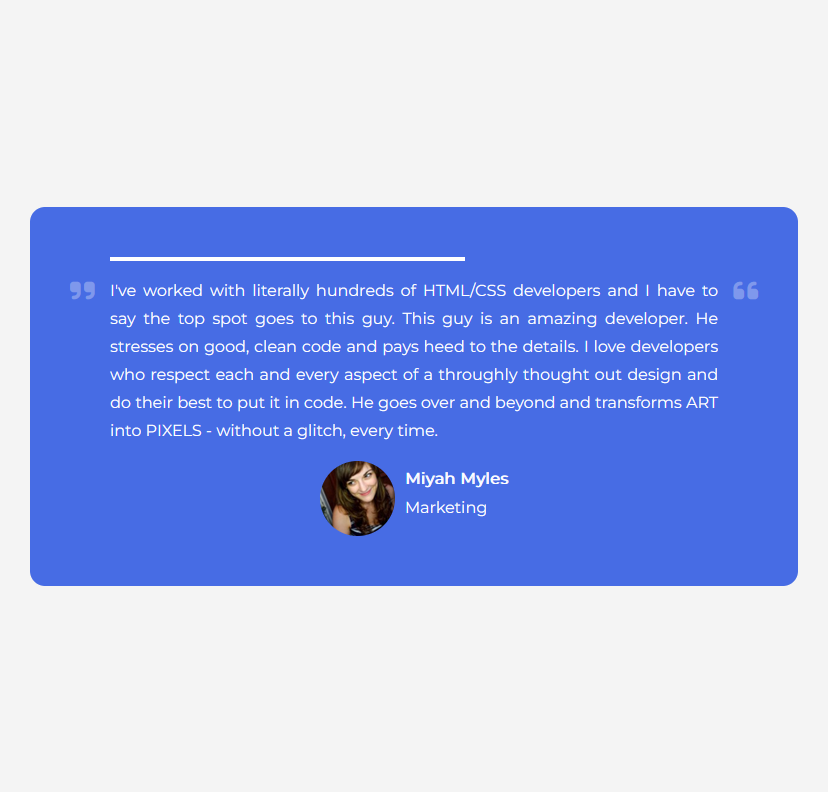 I've worked with literally hundreds of HTML/CSS developers and I have to
say the top spot goes to this guy. This guy is an amazing developer. He
stresses on good, clean code and pays heed to the details. I love developers
who respect each and every aspect of a throughly thought out design and
do their best to put it in code. He goes over and beyond and transforms ART
into PIXELS - without a glitch, every time.
Miyah Myles
Marketing